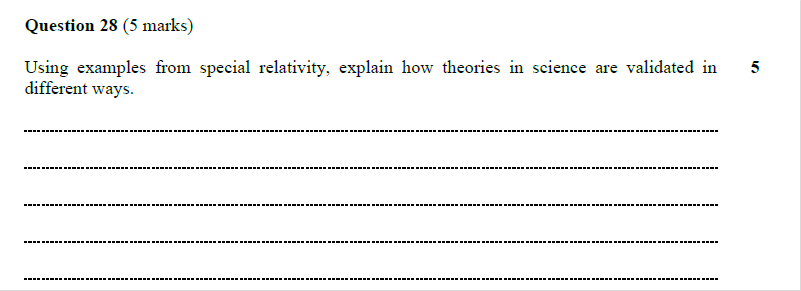 Question 28 (5 marks)
Using examples from special relativity, explain how theories in science are validated in 5
different ways.